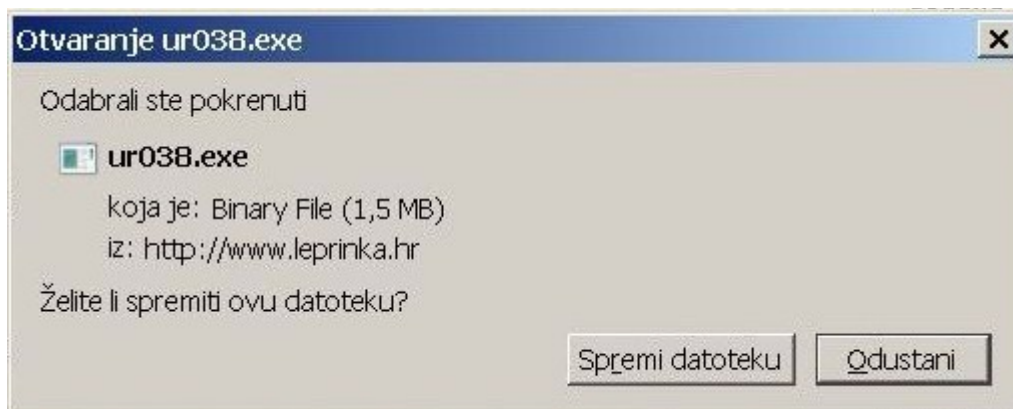 Otvaranje ur038.exe
Odabrali ste pokrenuti
ur038.exe
koja je: Binary File (1,5 MB)
iz: http://www.leprinka.hr
Želite li spremiti ovu datoteku?
Spremi datoteku
Odustani